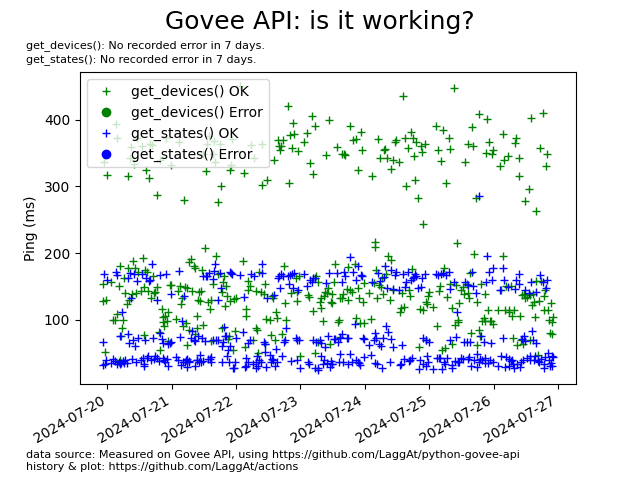 Govee API: is it working?
get_devices(): No recorded error in 7 days.
get_states(): No recorded error in 7 days.
get_devices() OK
get_devices() Error
get_states() OK
get_states() Error
400
300
200
100
Ping (ms)
2024-07-20
2024-07-21
2024-07-22
2024-07-23
2024-07-24
2024-07-25
2024-07-26
2024-07-27
data source: Measured on Govee API, using https://github.com/LaggAt/python-govee-api
history & plot: https://github.com/LaggAt/actions